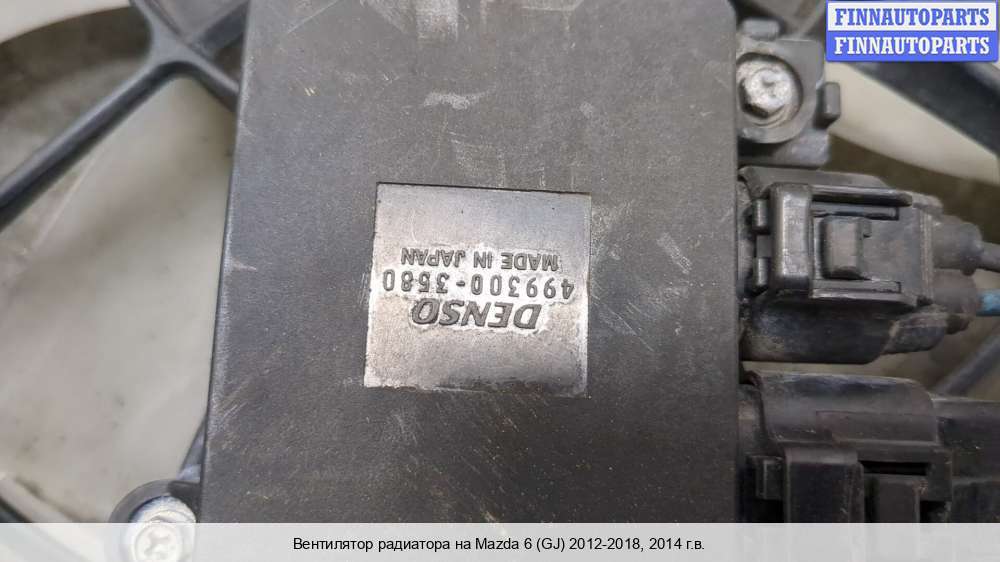 FINNAUTOPARTS
FINNAUTOPARTS
DENSO
499300-3580
MADE IN JAPAN
Вентилятор радиатора на Mazda 6 (GJ) 2012-2018, 2014 г.в.